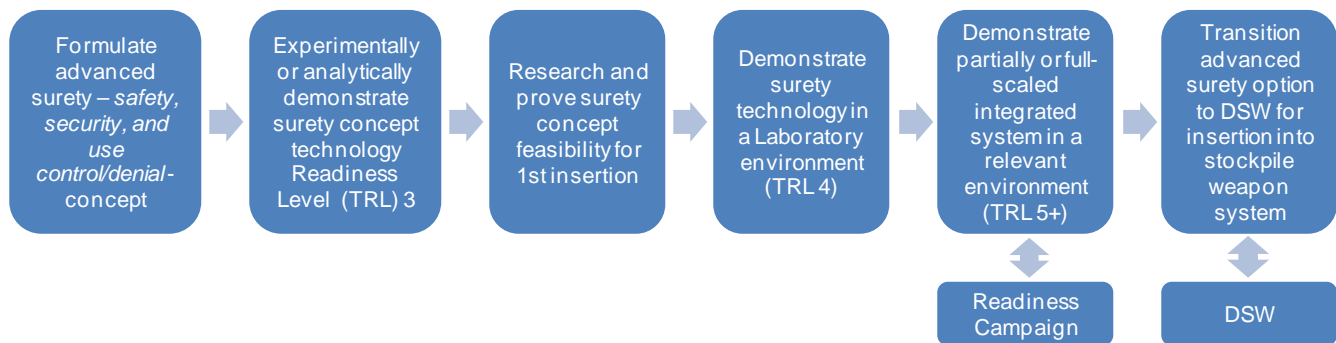 Formulate
advanced
surety – safety,
security, and
use
control/denial-
concept
Experimentally
or analytically
demonstrate
surety concept
technology
Readiness
Level (TRL) 3
Research and
prove surety
concept
feasibility for
1st insertion
Demonstrate
surety
technology in
a Laboratory
environment
(TRL 4)
Demonstrate
partially or full-
scaled
integrated
system in a
relevant
environment
(TRL 5+)
Transition
advanced
surety option
to DSW for
insertion into
stockpile
weapon
system
Readiness
Campaign
DSW